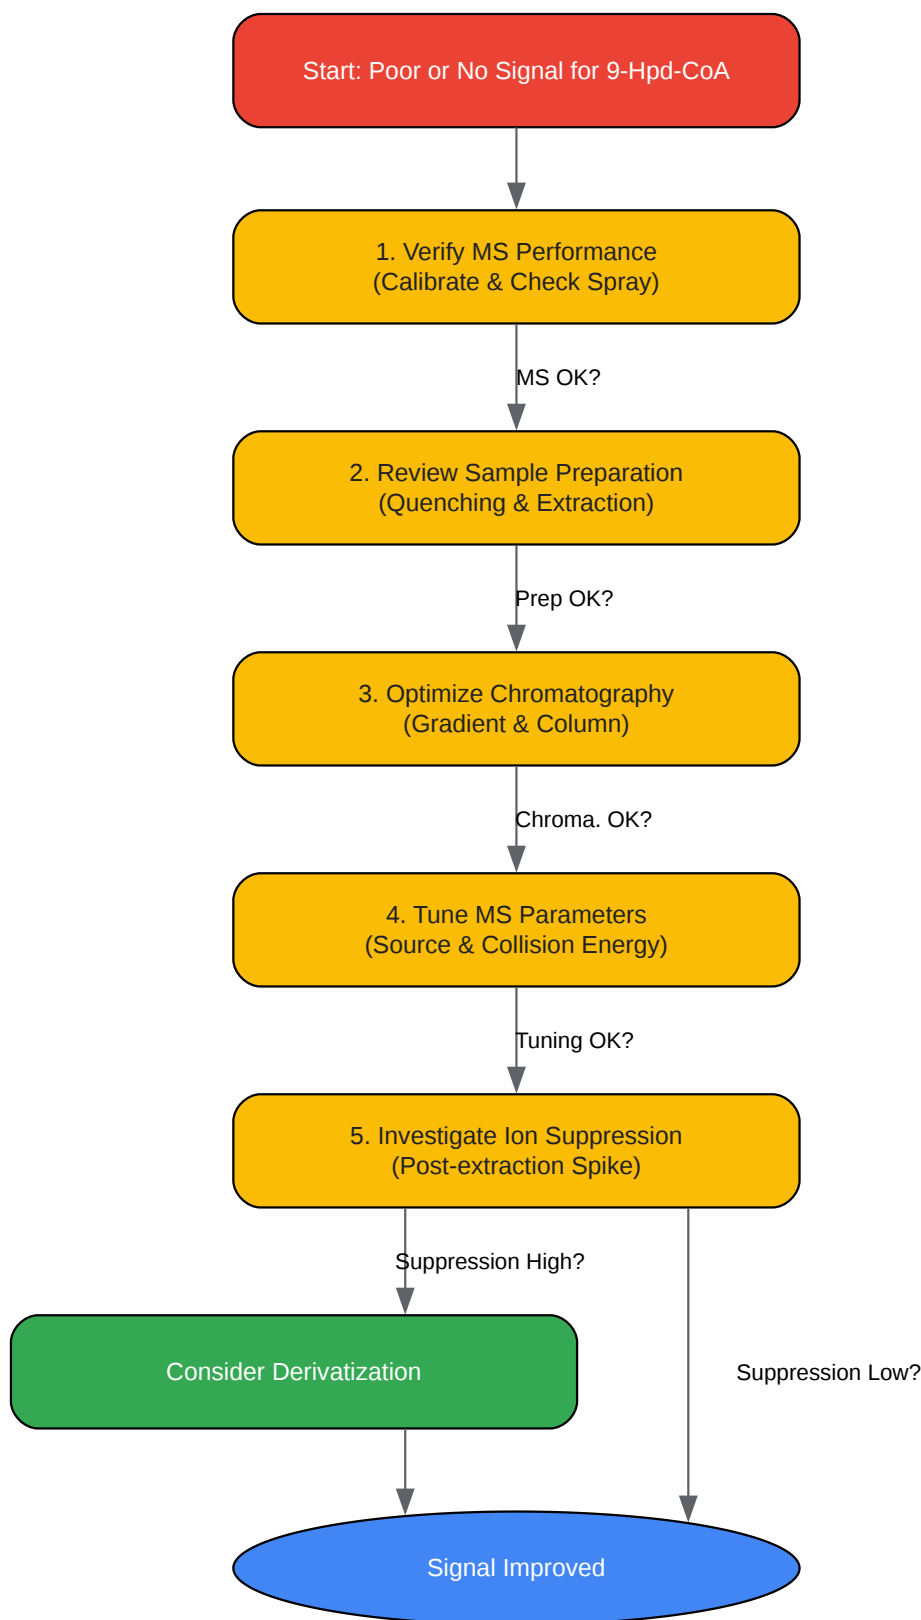 Start: Poor or No Signal for 9-Hpd-CoA
1. Verify MS Performance
(Calibrate & Check Spray)
MS OK?
2. Review Sample Preparation
(Quenching & Extraction)
Prep OK?
3. Optimize Chromatography
(Gradient & Column)
Chroma. OK?
4. Tune MS Parameters
(Source & Collision Energy)
Tuning OK?
5. Investigate Ion Suppression
(Post-extraction Spike)
Suppression High?
Consider Derivatization
Suppression Low?
Signal Improved